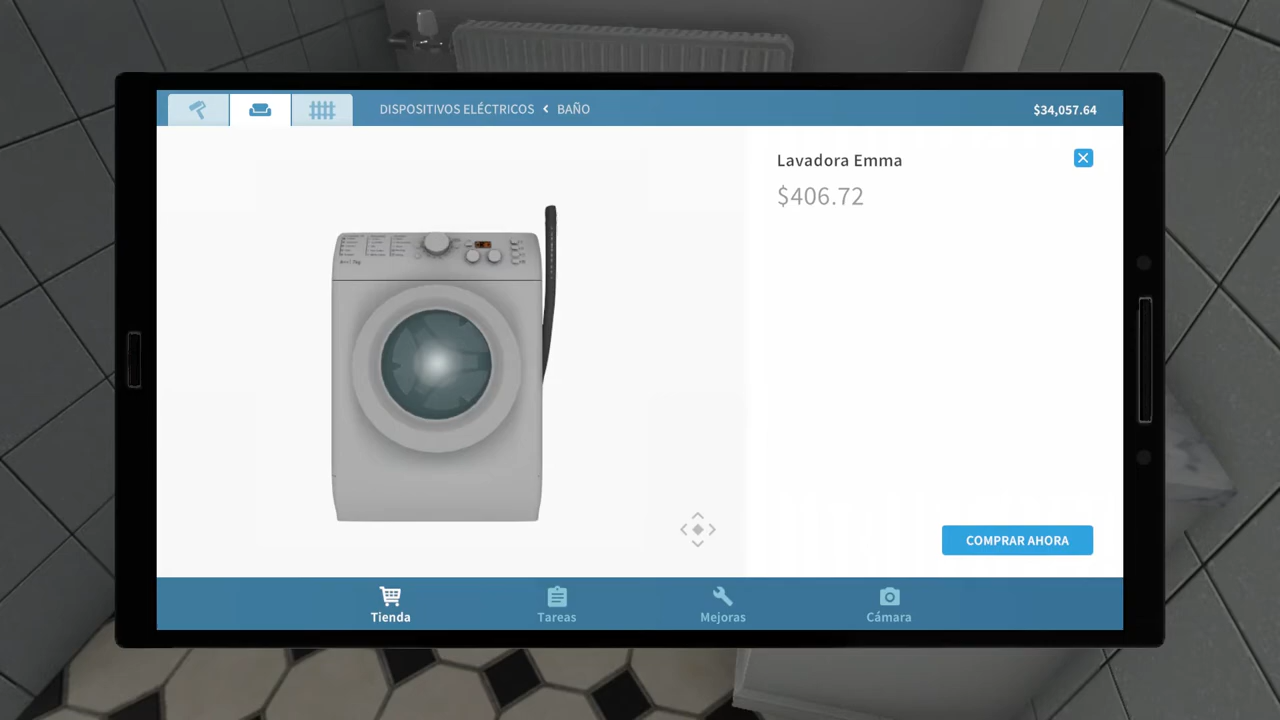 DISPOSITIVOS ELÉCTRICOS < BAÑO
$34,057.64
Lavadora Emma
$406.72
COMPRAR AHORA
Tienda
Tareas
Mejoras
Cámara